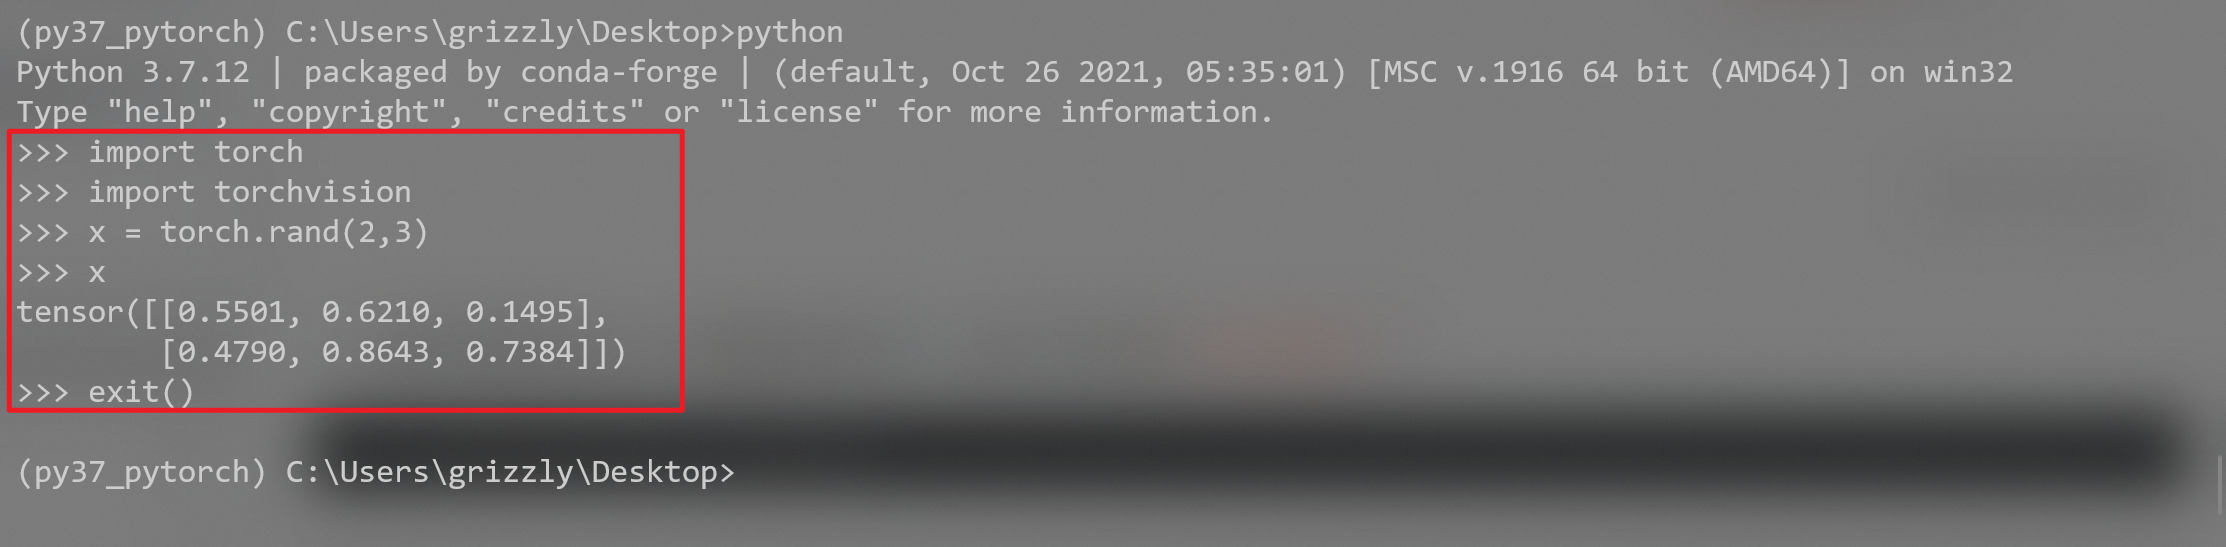 (py37_pytorch) C:\Users\grizzly\Desktop>python
Python 3.7.12 | packaged by conda-forge | (default, Oct 26 2021, 05:35:01) [MSC v.1916 64 bit (AMD64)] on win32
Type "help", "copyright", "credits" or "license" for more information.
>>> import torch
>>> import torchvision
>>> x = torch.rand(2,3)
>>> x
tensor([[0.5501, 0.6210, 0.1495],
        [0.4790, 0.8643, 0.7384]])
>>> exit()
(py37_pytorch) C:\Users\grizzly\Desktop>